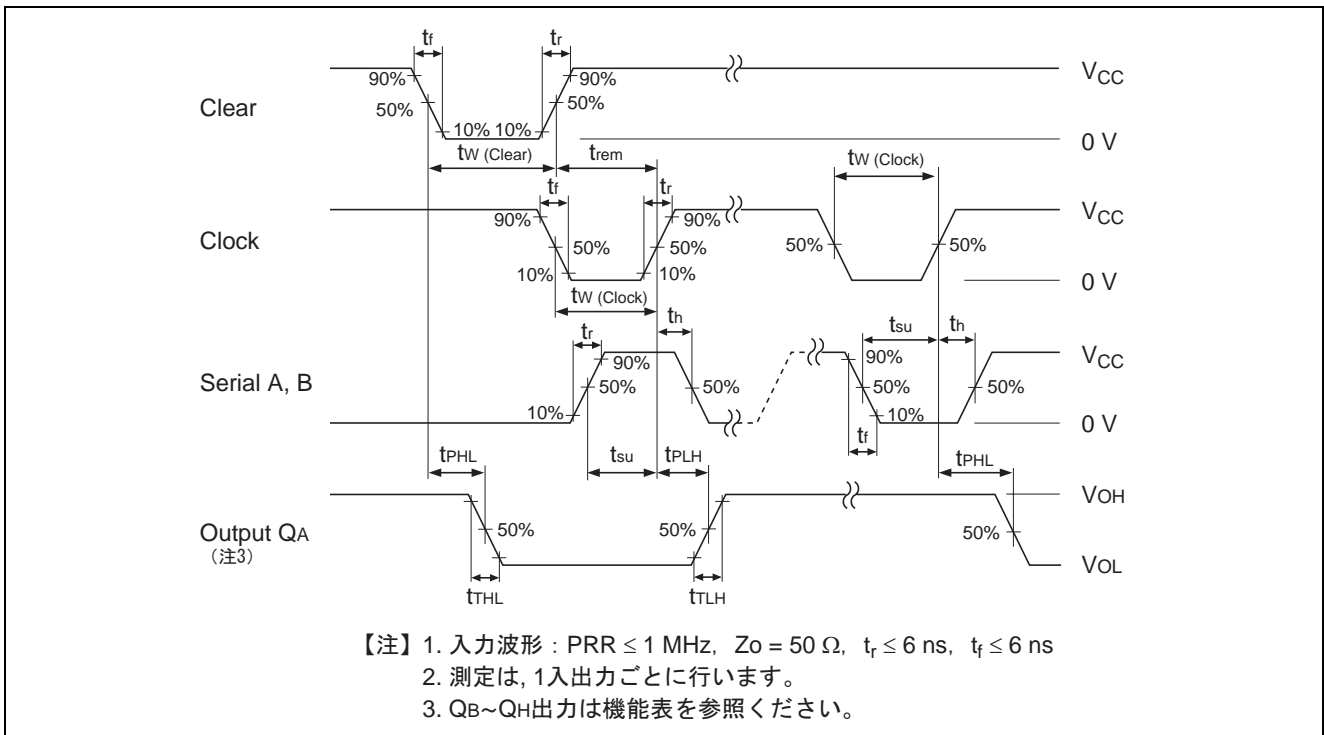 tf tr
90% 90% VCC
Clear 50% 50%
10% 10% 0 V
tW (Clear) trem tW (Clock)
tf tr
90% 90% VCC
Clock 50% 50% 50% 50%
10% 10% 0 V
tW (Clock)
tr th tsu th
90% 90% VCC
Serial A, B 50% 50% 50% 50%
10% 10% 0 V
tf
tPHL tsu tPLH tPHL
VOH
Output QA 50% 50% 50%
（注3） VOL
tTHL tTLH
【注】 1. 入力波形：PRR ≤ 1 MHz, Zo = 50 Ω, tr ≤ 6 ns, tf ≤ 6 ns
2. 測定は, 1入出力ごとに行います。
3. QB~QH出力は機能表を参照ください。